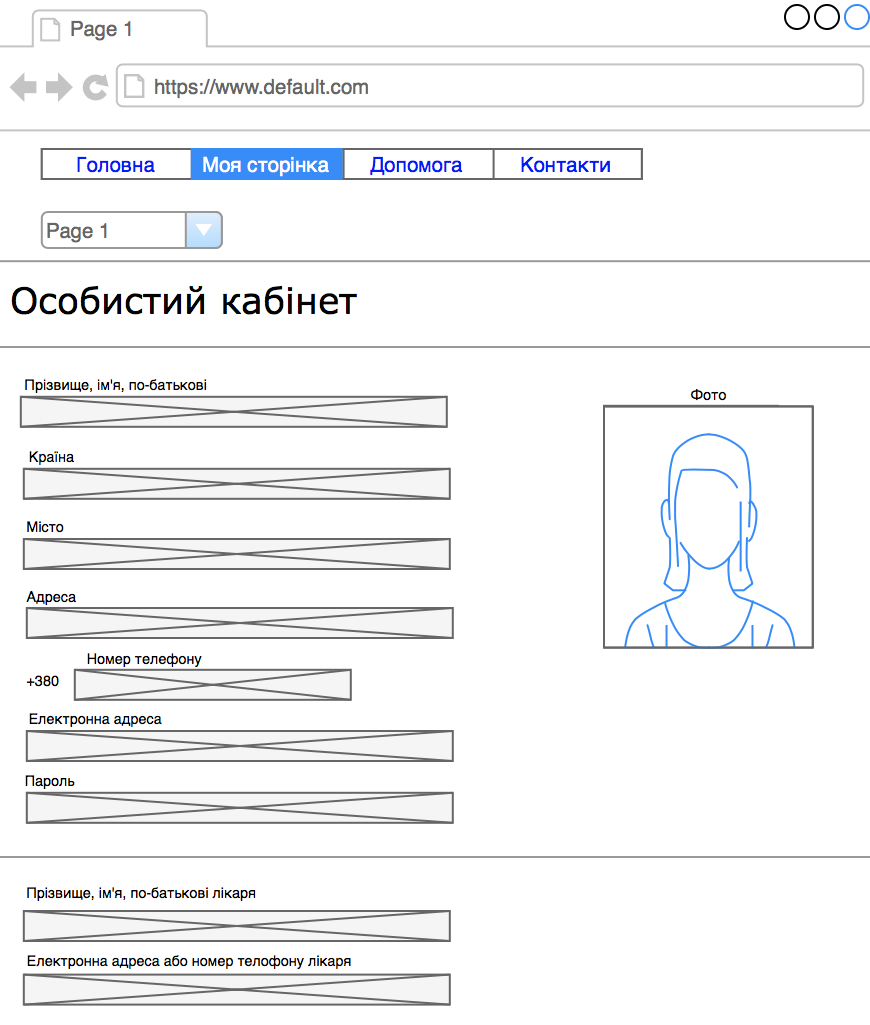 Page 1
https://www.default.com
Головна Моя сторінка Допомога Контакти
Page 1
Особистий кабінет
Прізвище, ім'я, по-батькові
Фото
Країна
Місто
Адреса
Номер телефону
+380
Електронна адреса
Пароль
Прізвище, ім'я, по-батькові лікаря
Електронна адреса або номер телофону лікаря